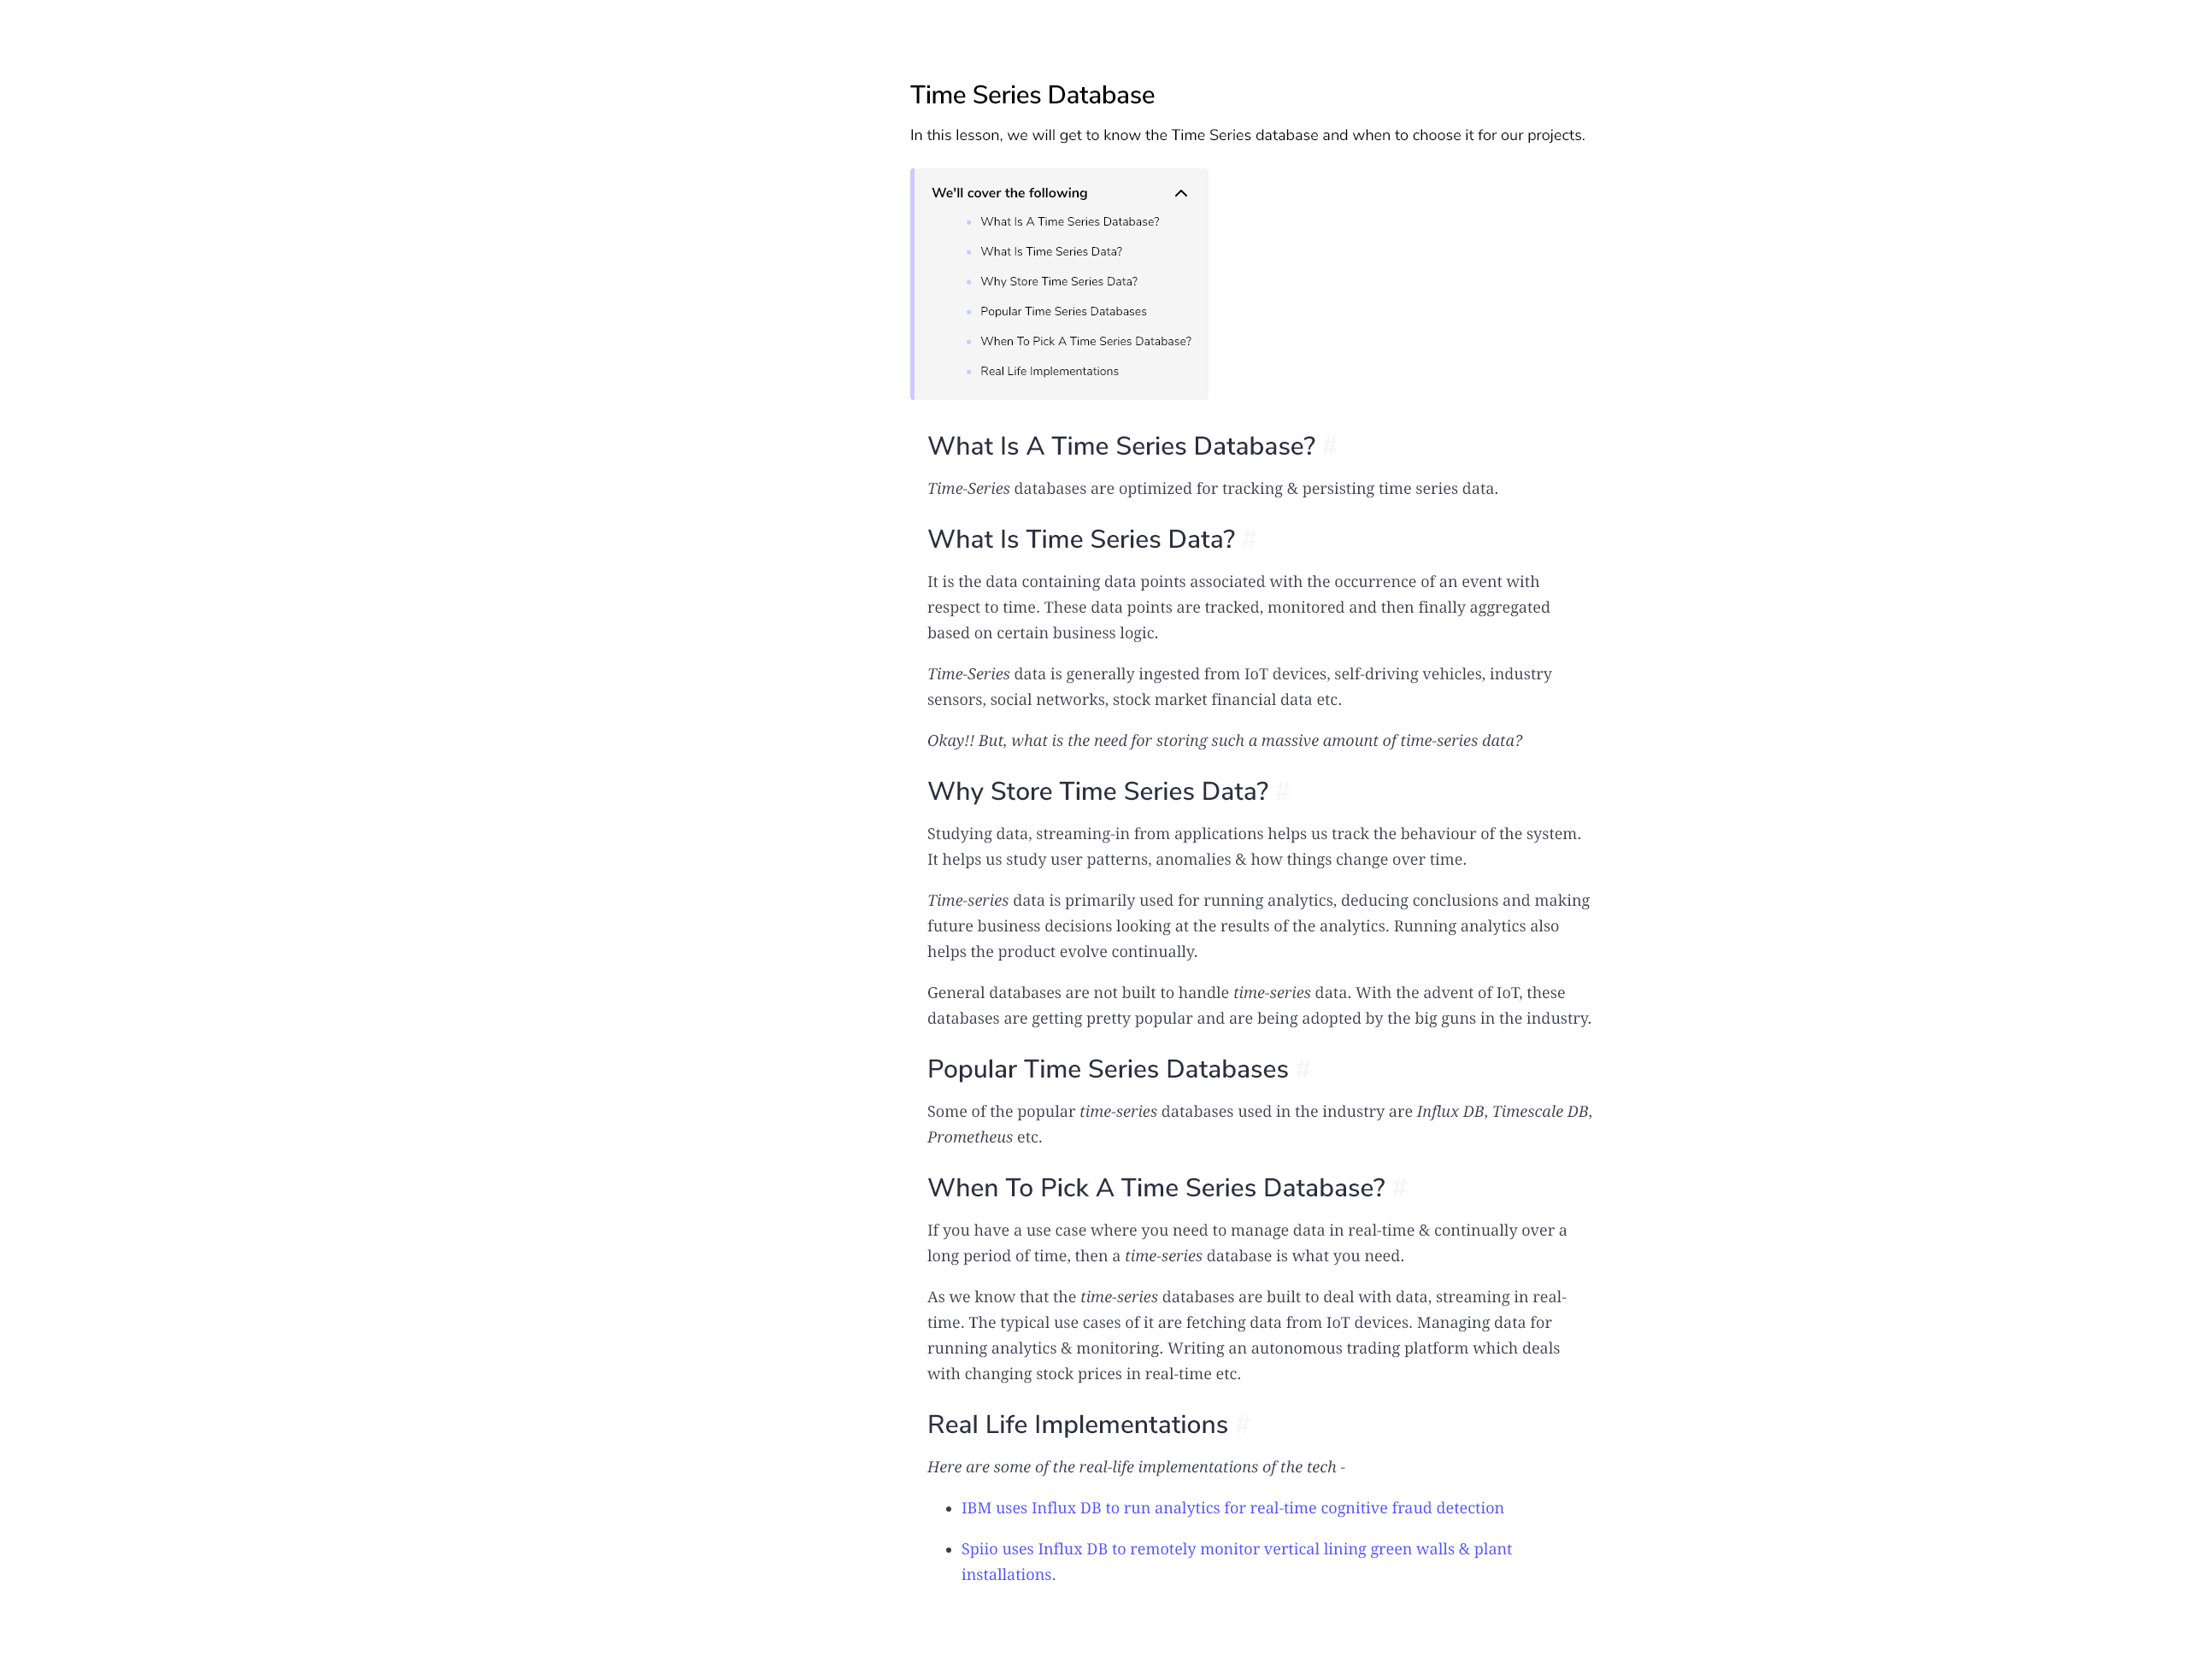 Time Series Database
In this lesson, we will get to know the Time Series database and when to choose it for our projects.
We'll cover the following
What Is A Time Series Database?
What Is Time Series Data?
Why Store Time Series Data?
Popular Time Series Databases
When To Pick A Time Series Database?
Real Life Implementations
What Is A Time Series Database? #
Time-Series databases are optimized for tracking & persisting time series data.
What Is Time Series Data? #
It is the data containing data points associated with the occurrence of an event with
respect to time. These data points are tracked, monitored and then finally aggregated
based on certain business logic.
Time-Series data is generally ingested from IoT devices, self-driving vehicles, industry
sensors, social networks, stock market financial data etc.
Okay!! But, what is the need for storing such a massive amount of time-series data?
Why Store Time Series Data? #
Studying data, streaming-in from applications helps us track the behaviour of the system.
It helps us study user patterns, anomalies & how things change over time.
Time-series data is primarily used for running analytics, deducing conclusions and making
future business decisions looking at the results of the analytics. Running analytics also
helps the product evolve continually.
General databases are not built to handle time-series data. With the advent of IoT, these
databases are getting pretty popular and are being adopted by the big guns in the industry.
Popular Time Series Databases #
Some of the popular time-series databases used in the industry are Influx DB, Timescale DB,
Prometheus etc.
When To Pick A Time Series Database? #
If you have a use case where you need to manage data in real-time & continually over a
long period of time, then a time-series database is what you need.
As we know that the time-series databases are built to deal with data, streaming in real-
time. The typical use cases of it are fetching data from IoT devices. Managing data for
running analytics & monitoring. Writing an autonomous trading platform which deals
with changing stock prices in real-time etc.
Real Life Implementations #
Here are some of the real-life implementations of the tech -
IBM uses Influx DB to run analytics for real-time cognitive fraud detection
Spiio uses Influx DB to remotely monitor vertical lining green walls & plant
installations.